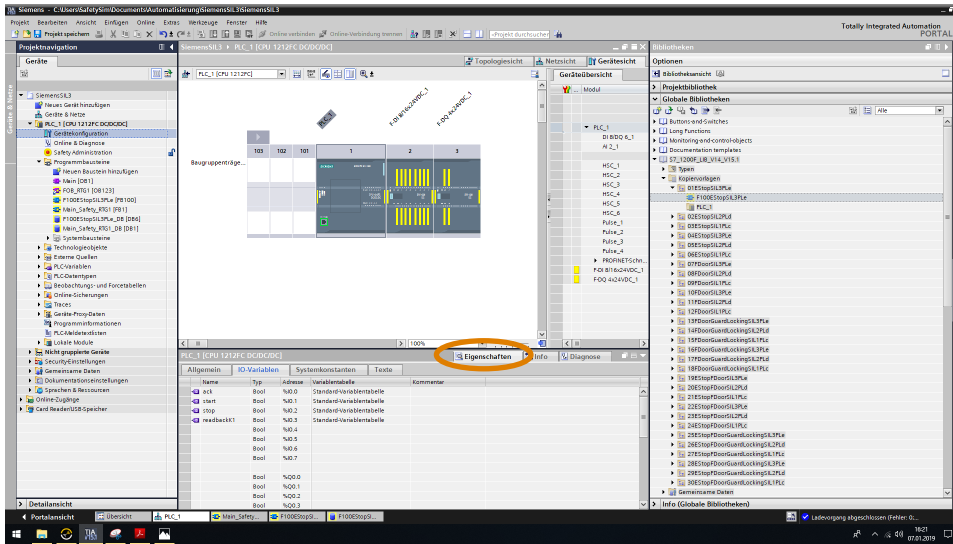 Siemens - C:\Users\SafetySim\Documents\Automatisierung\SiemensSIL3\SiemensSIL3
Projekt Bearbeiten Ansicht Einfügen Online Extras Werkzeuge Fenster Hilfe
Projekt speichern
Online verbinden
Online-Verbindung trennen
<Projekt durchsuchen>
Totally Integrated Automation
PORTAL
Projektnavigation
Geräte
Geräte & Netze
SiemensSIL3
Neues Gerät hinzufügen
Geräte & Netze
PLC_1 [CPU 1212FC DC/DC/DC]
Gerätekonfiguration
Online & Diagnose
Safety Administration
Programmbausteine
Neuen Baustein hinzufügen
Main [OB1]
FOB_RTG1 [OB123]
F100EStopSIL3PLe [FB100]
Main_Safety_RTG1 [FB1]
F100EStopSIL3PLe_DB [DB6]
Main_Safety_RTG1_DB [DB1]
Systembausteine
Technologieobjekte
Externe Quellen
PLC-Variablen
PLC-Datentypen
Beobachtungs- und Forcetabellen
Online-Sicherungen
Traces
Geräte-Proxy-Daten
Programminformationen
PLC-Meldetextlisten
Lokale Module
Nicht gruppierte Geräte
Security-Einstellungen
Gemeinsame Daten
Dokumentationseinstellungen
Sprachen & Ressourcen
Online-Zugänge
Card Reader/USB-Speicher
Detailansicht
SiemensSIL3 ▸ PLC_1 [CPU 1212FC DC/DC/DC]
Topologiesicht
Netzsicht
Gerätesicht
PLC_1 [CPU 1212FC]
PLC_1
F-DI 8/16x24VDC_1
F-DQ 4x24VDC_1
103 102 101 1 2 3
Baugruppenträge...
100%
Geräteübersicht
... Modul
PLC_1
DI 8/DQ 6_1
AI 2_1
HSC_1
HSC_2
HSC_3
HSC_4
HSC_5
HSC_6
Pulse_1
Pulse_2
Pulse_3
Pulse_4
PROFINET-Schn...
F-DI 8/16x24VDC_1
F-DQ 4x24VDC_1
PLC_1 [CPU 1212FC DC/DC/DC]
Eigenschaften
Info
Diagnose
Allgemein
IO-Variablen
Systemkonstanten
Texte
Name Typ Adresse Variablentabelle Kommentar
ack Bool %I0.0 Standard-Variablentabelle
start Bool %I0.1 Standard-Variablentabelle
stop Bool %I0.2 Standard-Variablentabelle
readbackK1 Bool %I0.3 Standard-Variablentabelle
Bool %I0.4
Bool %I0.5
Bool %I0.6
Bool %I0.7
Bool %Q0.0
Bool %Q0.1
Bool %Q0.2
Bool %Q0.3
Bibliotheken
Optionen
Bibliotheksansicht
Projektbibliothek
Globale Bibliotheken
Alle
Buttons-and-Switches
Long Functions
Monitoring-and-control-objects
Documentation templates
S7_1200F_LIB_V14_V15.1
Typen
Kopiervorlagen
01EStopSIL3PLe
F100EStopSIL3PLe
PLC_1
02EStopSIL2PLd
03EStopSIL1PLc
04EStopSIL3PLe
05EStopSIL2PLd
06EStopSIL1PLc
07FDoorSIL3PLe
08FDoorSIL2PLd
09FDoorSIL1PLc
10FDoorSIL3PLe
11FDoorSIL2PLd
12FDoorSIL1PLc
13FDoorGuardLockingSIL3PLe
14FDoorGuardLockingSIL2PLd
15FDoorGuardLockingSIL1PLc
16FDoorGuardLockingSIL3PLe
17FDoorGuardLockingSIL2PLd
18FDoorGuardLockingSIL1PLc
19EStopFDoorSIL3PLe
20EStopFDoorSIL2PLd
21EStopFDoorSIL1PLc
22EStopFDoorSIL3PLe
23EStopFDoorSIL2PLd
24EStopFDoorSIL1PLc
25EStopFDoorGuardLockingSIL3PLe
26EStopFDoorGuardLockingSIL2PLd
27EStopFDoorGuardLockingSIL1PLc
28EStopFDoorGuardLockingSIL3PLe
29EStopFDoorGuardLockingSIL2PLd
30EStopFDoorGuardLockingSIL1PLc
Gemeinsame Daten
Info (Globale Bibliotheken)
Portalansicht
Übersicht
PLC_1
Main_Safety...
F100EStopSI...
F100EStopSI...
Ladevorgang abgeschlossen (Fehler: 0;...
16:21
07.01.2019